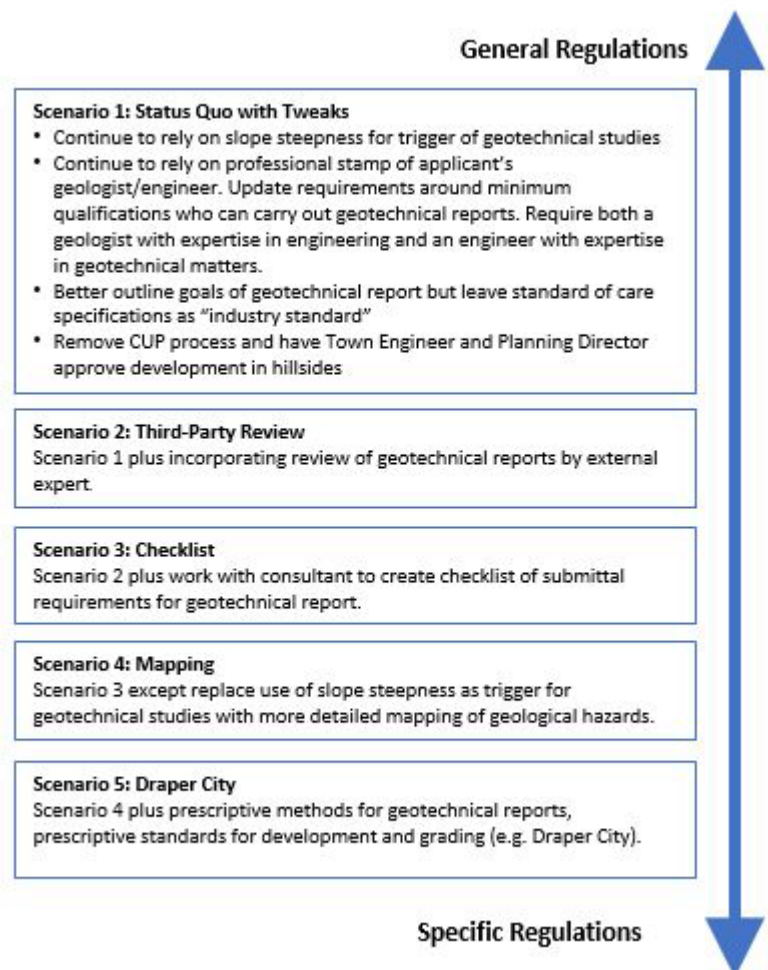 General Regulations
Scenario 1: Status Quo with Tweaks
• Continue to rely on slope steepness for trigger of geotechnical studies
• Continue to rely on professional stamp of applicant's
geologist/engineer. Update requirements around minimum
qualifications who can carry out geotechnical reports. Require both a
geologist with expertise in engineering and an engineer with expertise
in geotechnical matters.
• Better outline goals of geotechnical report but leave standard of care
specifications as “industry standard”
• Remove CUP process and have Town Engineer and Planning Director
approve development in hillsides
Scenario 2: Third-Party Review
Scenario 1 plus incorporating review of geotechnical reports by external
expert.
Scenario 3: Checklist
Scenario 2 plus work with consultant to create checklist of submittal
requirements for geotechnical report.
Scenario 4: Mapping
Scenario 3 except replace use of slope steepness as trigger for
geotechnical studies with more detailed mapping of geological hazards.
Scenario 5: Draper City
Scenario 4 plus prescriptive methods for geotechnical reports,
prescriptive standards for development and grading (e.g. Draper City).
Specific Regulations